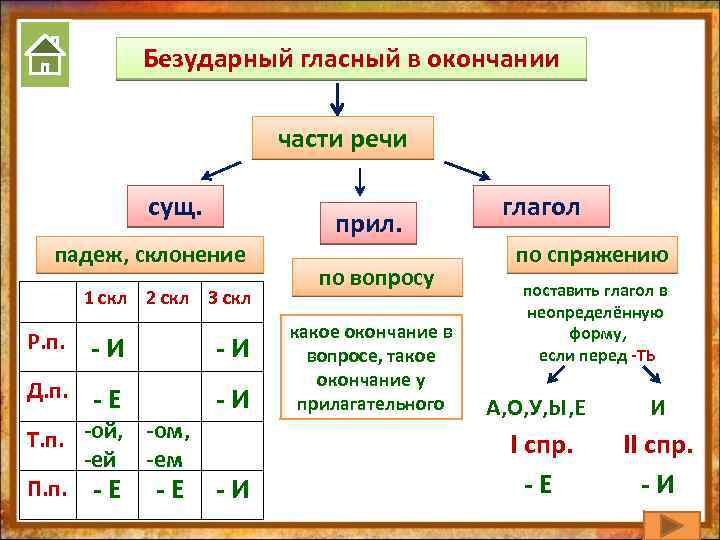 Безударный гласный в окончании
части речи
сущ.
прил.
глагол
падеж, склонение
по вопросу
по спряжению
1 скл 2 скл 3 скл
Р.п. - И - И
Д.п. - Е - И
Т.п. -ой, -ом,
-ей -ем
П.п. - Е - Е - И
какое окончание в
вопросе, такое
окончание у
прилагательного
поставить глагол в
неопределённую
форму,
если перед -ТЬ
А,О,У,Ы,Е И
I спр. II спр.
- Е - И